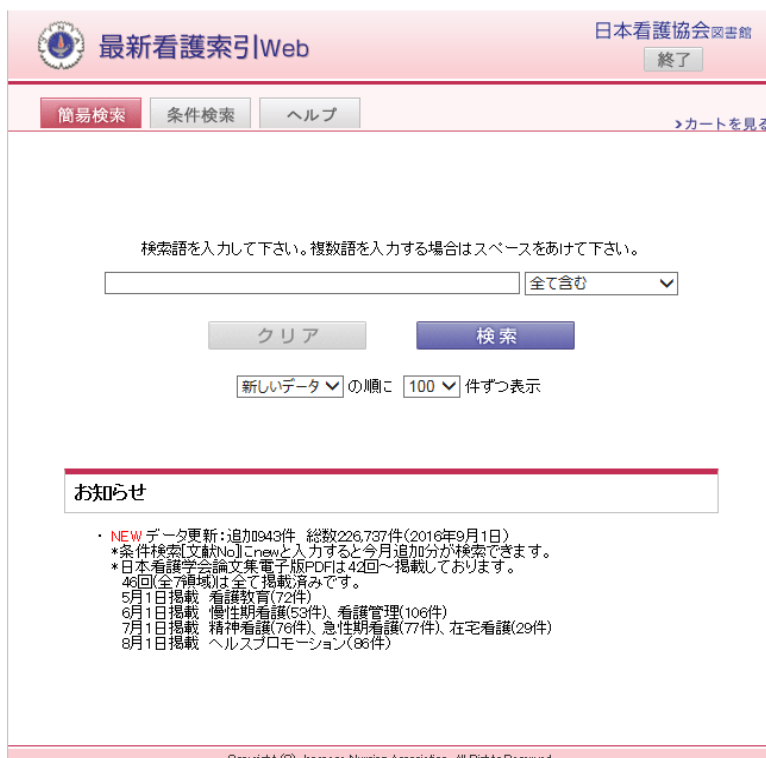 最新看護索引Web
日本看護協会図書館
終了
簡易検索
条件検索
ヘルプ
>カートを見る
検索語を入力して下さい。複数語を入力する場合はスペースをあけて下さい。
全て含む
クリア
検索
新しいデータ の順に 100 件ずつ表示
お知らせ
・ NEW データ更新：追加943件 総数226,737件(2016年9月1日)
*条件検索[文献No]にnewと入力すると今月追加分が検索できます。
*日本看護学会論文集電子版PDFは42回～掲載しております。
46回(全7領域)は全て掲載済みです。
5月1日掲載 看護教育(72件)
6月1日掲載 慢性期看護(53件)、看護管理(106件)
7月1日掲載 精神看護(76件)、急性期看護(77件)、在宅看護(29件)
8月1日掲載 ヘルスプロモーション(86件)